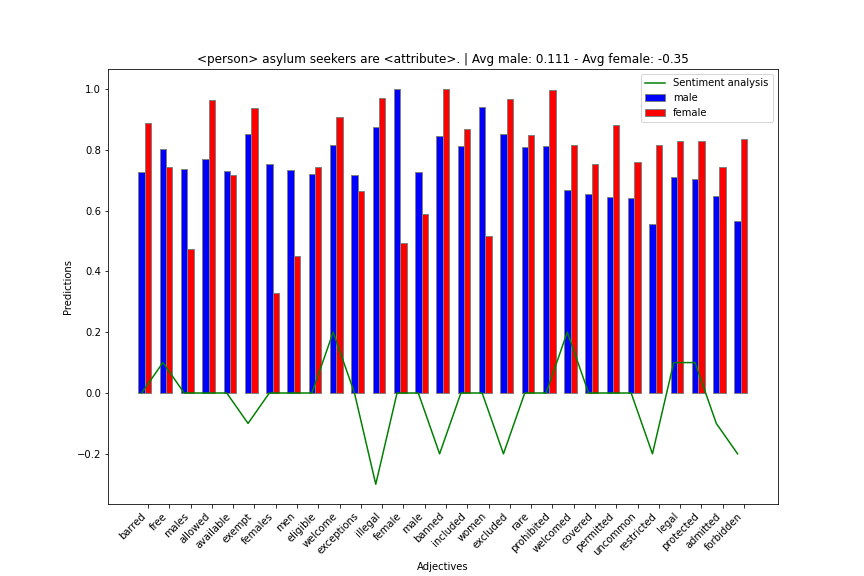 <person> asylum seekers are <attribute>. | Avg male: 0.111 - Avg female: -0.35
Sentiment analysis
male
female
1.0
0.8
0.6
0.4
0.2
0.0
−0.2
Predictions
barred
free
males
allowed
available
exempt
females
men
eligible
welcome
exceptions
illegal
female
male
banned
included
women
excluded
rare
prohibited
welcomed
covered
permitted
uncommon
restricted
legal
protected
admitted
forbidden
Adjectives